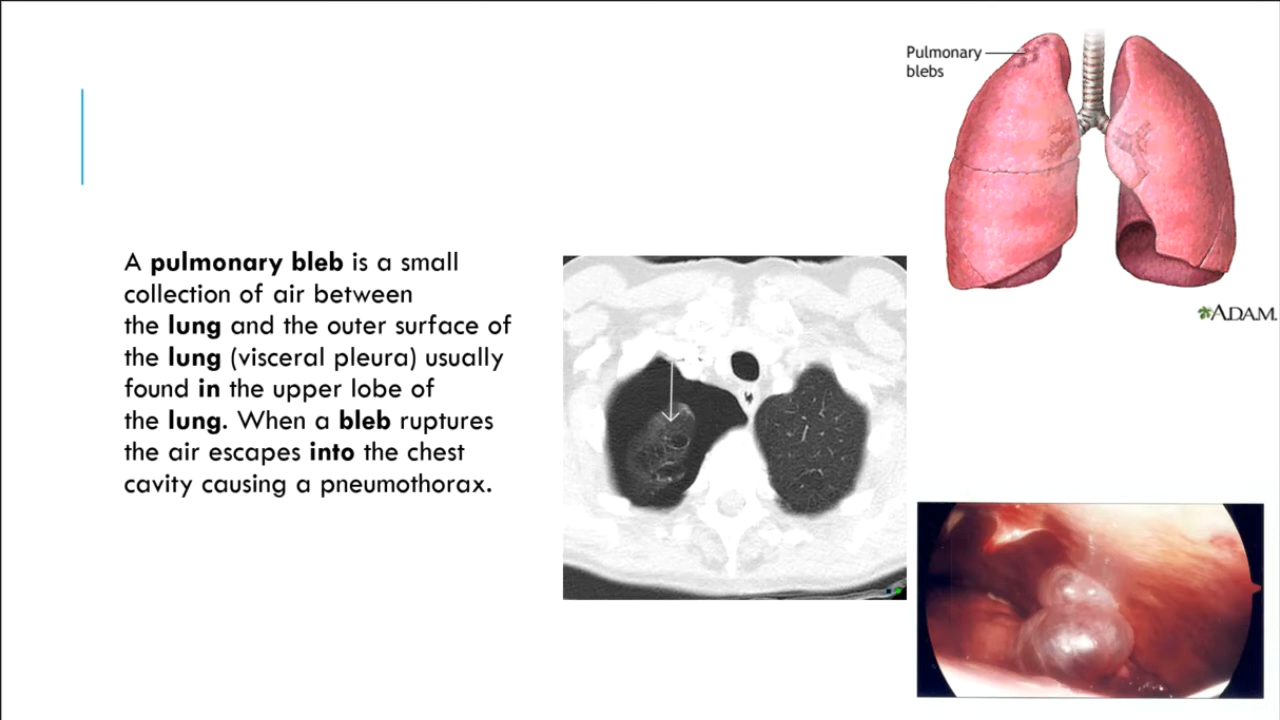 Pulmonary
blebs
A pulmonary bleb is a small
collection of air between
the lung and the outer surface of
the lung (visceral pleura) usually
found in the upper lobe of
the lung. When a bleb ruptures
the air escapes into the chest
cavity causing a pneumothorax.
ADAM.